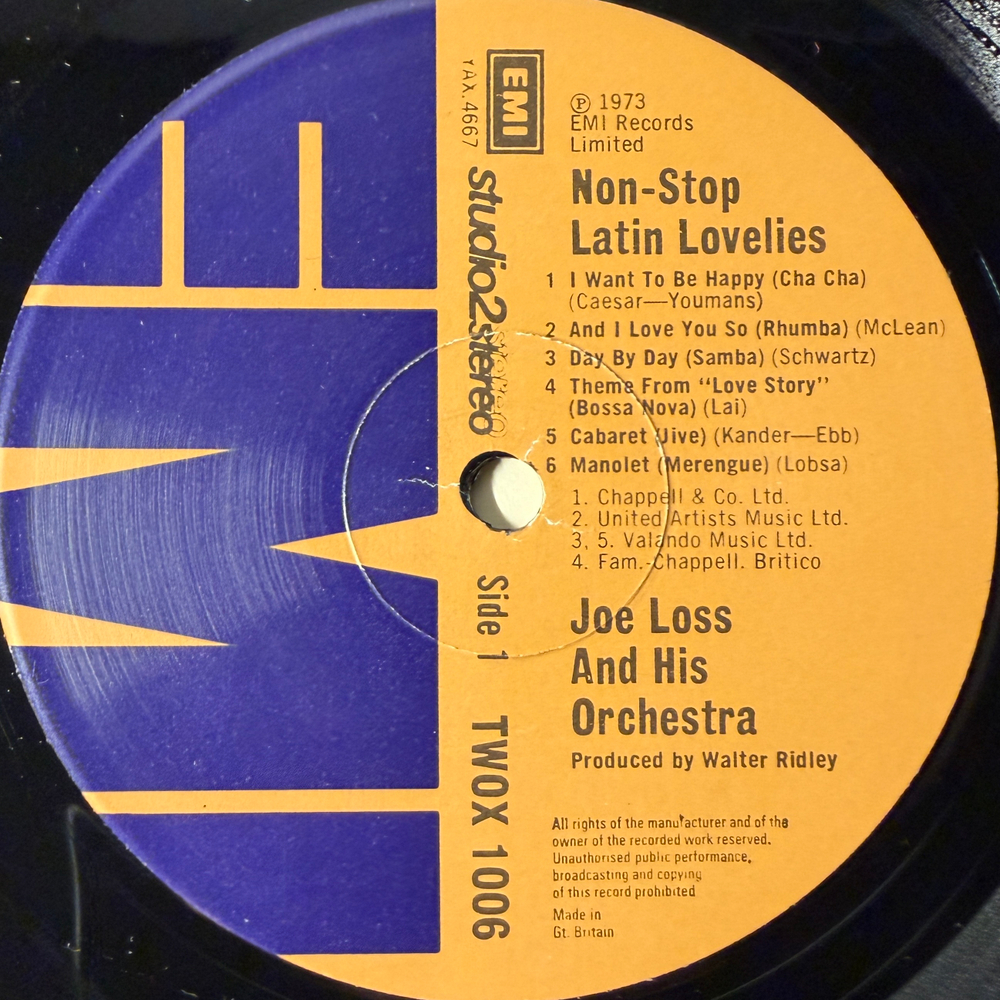 EMI
YAX.4667
EMI
studio2stereo
Side 1
TWOX 1006
℗ 1973
EMI Records
Limited
Non-Stop
Latin Lovelies
1 I Want To Be Happy (Cha Cha)
(Caesar—Youmans)
2 And I Love You So (Rhumba) (McLean)
3 Day By Day (Samba) (Schwartz)
4 Theme From “Love Story”
(Bossa Nova) (Lai)
5 Cabaret (Jive) (Kander—Ebb)
6 Manolet (Merengue) (Lobsa)
1. Chappell & Co. Ltd.
2. United Artists Music Ltd.
3, 5. Valando Music Ltd.
4. Fam.-Chappell. Britico
Joe Loss
And His
Orchestra
Produced by Walter Ridley
All rights of the manufacturer and of the
owner of the recorded work reserved.
Unauthorised public performance,
broadcasting and copying
of this record prohibited
Made in
Gt. Britain